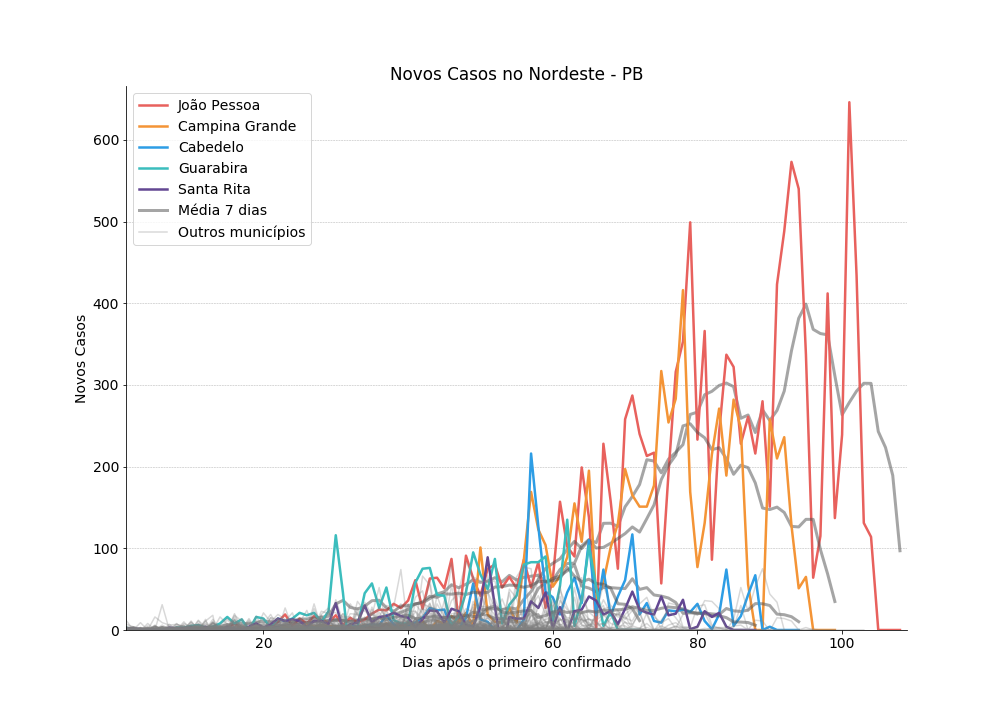 Novos Casos no Nordeste - PB
João Pessoa
Campina Grande
Cabedelo
Guarabira
Santa Rita
Média 7 dias
Outros municípios
Novos Casos
600
500
400
300
200
100
0
20
40
60
80
100
Dias após o primeiro confirmado